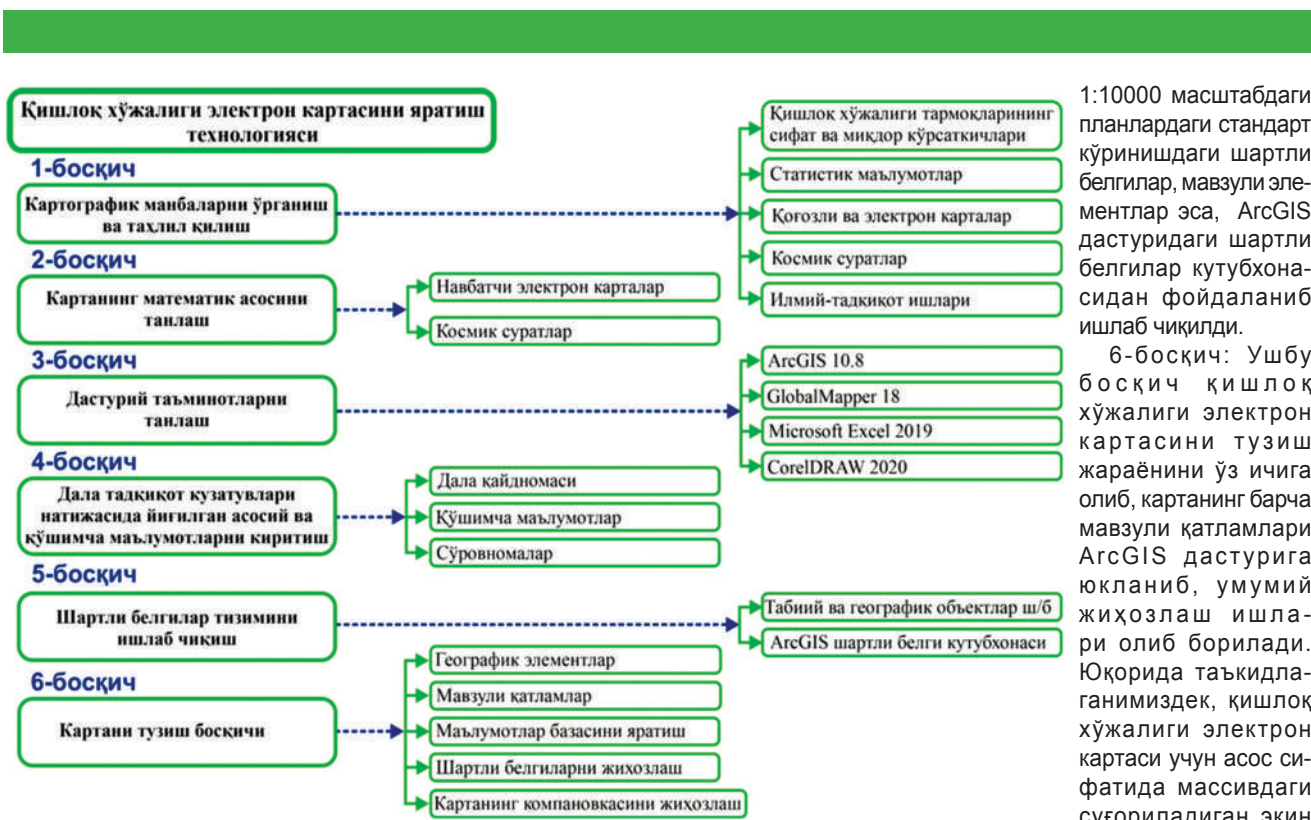 Қишлоқ хўжалиги электрон картасини яратиш
технологияси
1-босқич
Картографик манбаларни ўрганиш
ва таҳлил қилиш
Қишлоқ хўжалиги тармоқларининг
сифат ва миқдор кўрсаткичлари
Статистик маълумотлар
Қоғозли ва электрон карталар
Космик суратлар
Илмий-тадқиқот ишлари
2-босқич
Картанинг математик асосини
танлаш
Навбатчи электрон карталар
Космик суратлар
3-босқич
Дастурий таъминотларни
танлаш
ArcGIS 10.8
GlobalMapper 18
Microsoft Excel 2019
CorelDRAW 2020
4-босқич
Дала тадқиқот кузатувлари
натижасида йиғилган асосий ва
қўшимча маълумотларни киритиш
Дала қайдномаси
Қўшимча маълумотлар
Сўровномалар
5-босқич
Шартли белгилар тизимини
ишлаб чиқиш
Табиий ва географик объектлар ш/б
ArcGIS шартли белги кутубхонаси
6-босқич
Картани тузиш босқичи
Географик элементлар
Мавзули қатламлар
Маълумотлар базасини яратиш
Шартли белгиларни жихозлаш
Картанинг компановкасини жихозлаш
1:10000 масштабдаги
планлардаги стандарт
кўринишдаги шартли
белгилар, мавзули эле-
ментлар эса, ArcGIS
дастуридаги шартли
белгилар кутубхона-
сидан фойдаланиб
ишлаб чиқилди.
6-босқич: Ушбу
босқич қишлоқ
хўжалиги электрон
картасини тузиш
жараёнини ўз ичига
олиб, картанинг барча
мавзули қатламлари
ArcGIS дастурига
юкланиб, умумий
жиҳозлаш ишла-
ри олиб борилади.
Юқорида таъкидла-
ганимиздек, қишлоқ
хўжалиги электрон
картаси учун асос си-
фатида массивдаги
суғориладиган экин